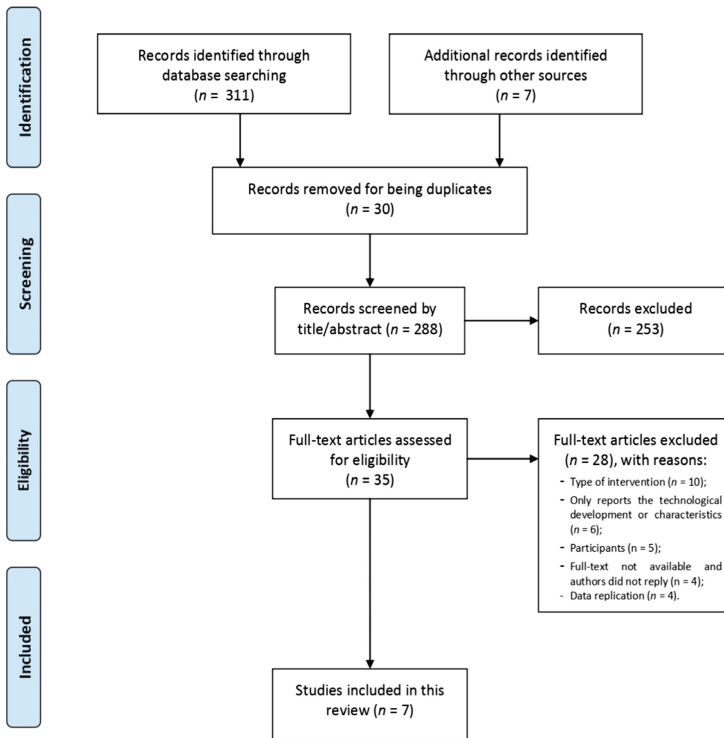 Identification
Records identified through
database searching
(n = 311)
Additional records identified
through other sources
(n = 7)
Records removed for being duplicates
(n = 30)
Screening
Records screened by
title/abstract (n = 288)
Records excluded
(n = 253)
Eligibility
Full-text articles assessed
for eligibility
(n = 35)
Full-text articles excluded
(n = 28), with reasons:
- Type of intervention (n = 10);
- Only reports the technological
development or characteristics
(n = 6);
- Participants (n = 5);
- Full-text not available and
authors did not reply (n = 4);
- Data replication (n = 4).
Included
Studies included in this
review (n = 7)